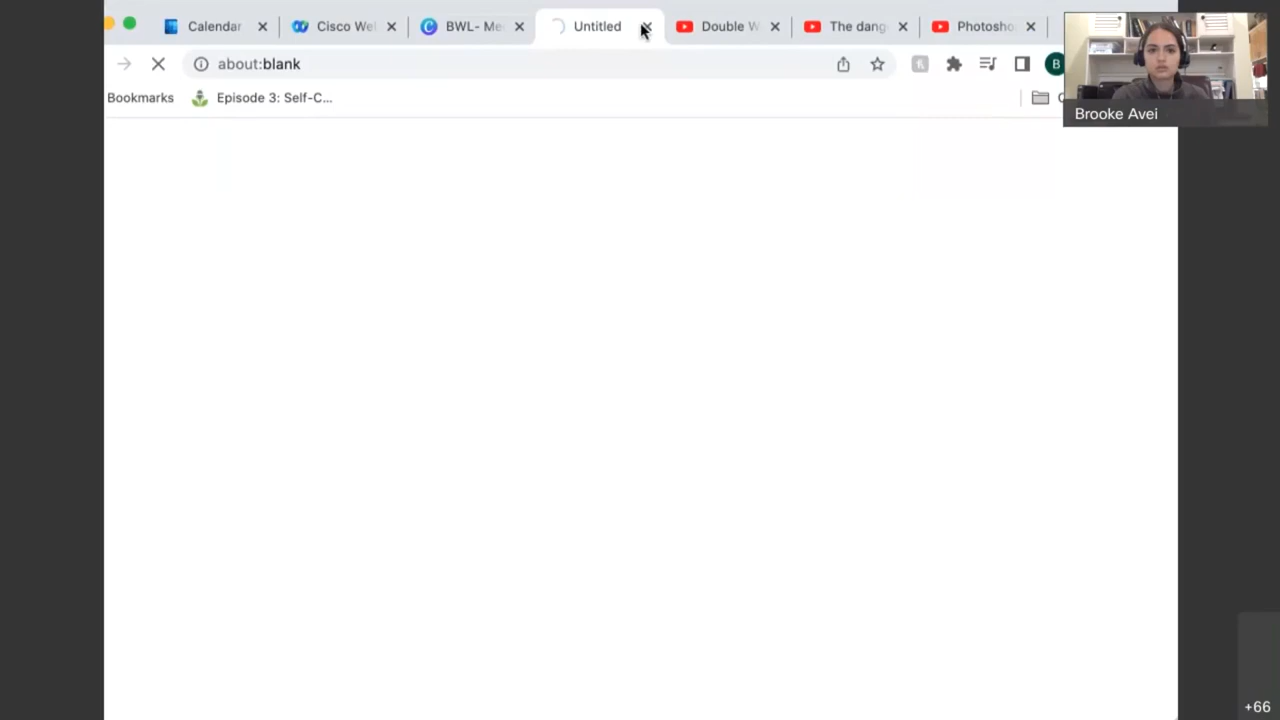 Calendar Cisco We BWL- Me Untitled Double W The dang Photosho
about:blank
B
Bookmarks Episode 3: Self-C...
Brooke Avei
+66